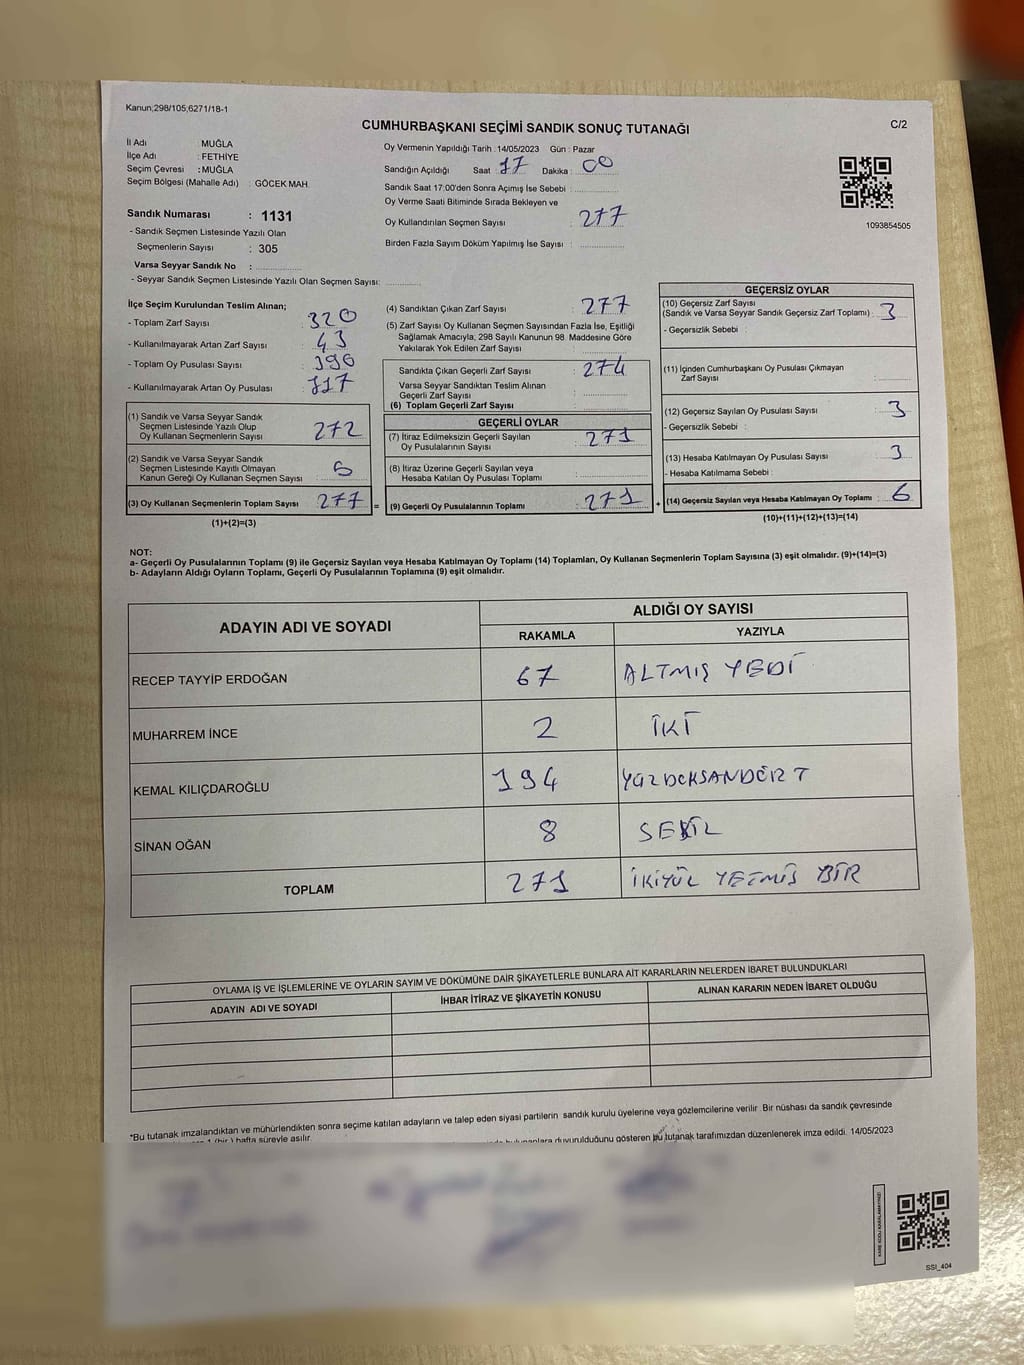 Kanun;298/105,6271/18-1
C/2
CUMHURBAŞKANI SEÇİMİ SANDIK SONUÇ TUTANAĞI
İl Adı : MUĞLA
İlçe Adı : FETHİYE
Seçim Çevresi : MUĞLA
Seçim Bölgesi (Mahalle Adı) : GÖCEK MAH.
Sandık Numarası : 1131
- Sandık Seçmen Listesinde Yazılı Olan
Seçmenlerin Sayısı : 305
Varsa Seyyar Sandık No :
- Seyyar Sandık Seçmen Listesinde Yazılı Olan Seçmen Sayısı:
Oy Vermenin Yapıldığı Tarih : 14/05/2023 Gün : Pazar
Sandığın Açıldığı Saat : 17 Dakika : 00
Sandık Saat 17:00'den Sonra Açımış İse Sebebi :
Oy Verme Saati Bitiminde Sırada Bekleyen ve
Oy Kullandırılan Seçmen Sayısı : 277
Birden Fazla Sayım Döküm Yapılmış İse Sayısı :
1093854505
İlçe Seçim Kurulundan Teslim Alınan;
- Toplam Zarf Sayısı : 320
- Kullanılmayarak Artan Zarf Sayısı : 43
- Toplam Oy Pusulası Sayısı :
- Kullanılmayarak Artan Oy Pusulası : 117
(1) Sandık ve Varsa Seyyar Sandık
Seçmen Listesinde Yazılı Olup
Oy Kullanan Seçmenlerin Sayısı : 272
(2) Sandık ve Varsa Seyyar Sandık
Seçmen Listesinde Kayıtlı Olmayan
Kanun Gereği Oy Kullanan Seçmen Sayısı :
(3) Oy Kullanan Seçmenlerin Toplam Sayısı : 277 =
(1)+(2)=(3)
(4) Sandıktan Çıkan Zarf Sayısı : 277
(5) Zarf Sayısı Oy Kullanan Seçmen Sayısından Fazla İse, Eşitliği
Sağlamak Amacıyla; 298 Sayılı Kanunun 98. Maddesine Göre
Yakılarak Yok Edilen Zarf Sayısı :
Sandıkta Çıkan Geçerli Zarf Sayısı : 274
Varsa Seyyar Sandıktan Teslim Alınan
Geçerli Zarf Sayısı :
(6) Toplam Geçerli Zarf Sayısı :
GEÇERLİ OYLAR
(7) İtiraz Edilmeksizin Geçerli Sayılan
Oy Pusulalarının Sayısı : 271
(8) İtiraz Üzerine Geçerli Sayılan veya
Hesaba Katılan Oy Pusulası Toplamı :
(9) Geçerli Oy Pusulalarının Toplamı : 271 +
GEÇERSİZ OYLAR
(10) Geçersiz Zarf Sayısı
(Sandık ve Varsa Seyyar Sandık Geçersiz Zarf Toplamı) : 3
- Geçersizlik Sebebi :
(11) İçinden Cumhurbaşkanı Oy Pusulası Çıkmayan
Zarf Sayısı :
(12) Geçersiz Sayılan Oy Pusulası Sayısı : 3
- Geçersizlik Sebebi :
(13) Hesaba Katılmayan Oy Pusulası Sayısı : 3
- Hesaba Katılmama Sebebi :
(14) Geçersiz Sayılan veya Hesaba Katılmayan Oy Toplamı : 6
(10)+(11)+(12)+(13)=(14)
NOT:
a- Geçerli Oy Pusulalarının Toplamı (9) ile Geçersiz Sayılan veya Hesaba Katılmayan Oy Toplamı (14) Toplamları, Oy Kullanan Seçmenlerin Toplam Sayısına (3) eşit olmalıdır. (9)+(14)=(3)
b- Adayların Aldığı Oyların Toplamı, Geçerli Oy Pusulalarının Toplamına (9) eşit olmalıdır.
ADAYIN ADI VE SOYADI
ALDIĞI OY SAYISI
RAKAMLA YAZIYLA
RECEP TAYYİP ERDOĞAN 67 ALTMIŞ YEDİ
MUHARREM İNCE 2 İKİ
KEMAL KILIÇDAROĞLU 194 YÜZDOKSANDÖRT
SİNAN OĞAN 8 SEKİZ
TOPLAM 271 İKİYÜZ YETMİŞ BİR
OYLAMA İŞ VE İŞLEMLERİNE VE OYLARIN SAYIM VE DÖKÜMÜNE DAİR ŞİKAYETLERLE BUNLARA AİT KARARLARIN NELERDEN İBARET BULUNDUKLARI
ADAYIN ADI VE SOYADI İHBAR İTİRAZ VE ŞİKAYETİN KONUSU ALINAN KARARIN NEDEN İBARET OLDUĞU
*Bu tutanak imzalandıktan ve mühürlendikten sonra seçime katılan adayların ve talep eden siyasi partilerin sandık kurulu üyelerine veya gözlemcilerine verilir. Bir nüshası da sandık çevresinde
1 (bir) hafta süreyle asılır.
duyurulduğunu gösteren bu tutanak tarafımızdan düzenlenerek imza edildi. 14/05/2023
KARE KODU KARALAMAYINIZ!
SSI_404